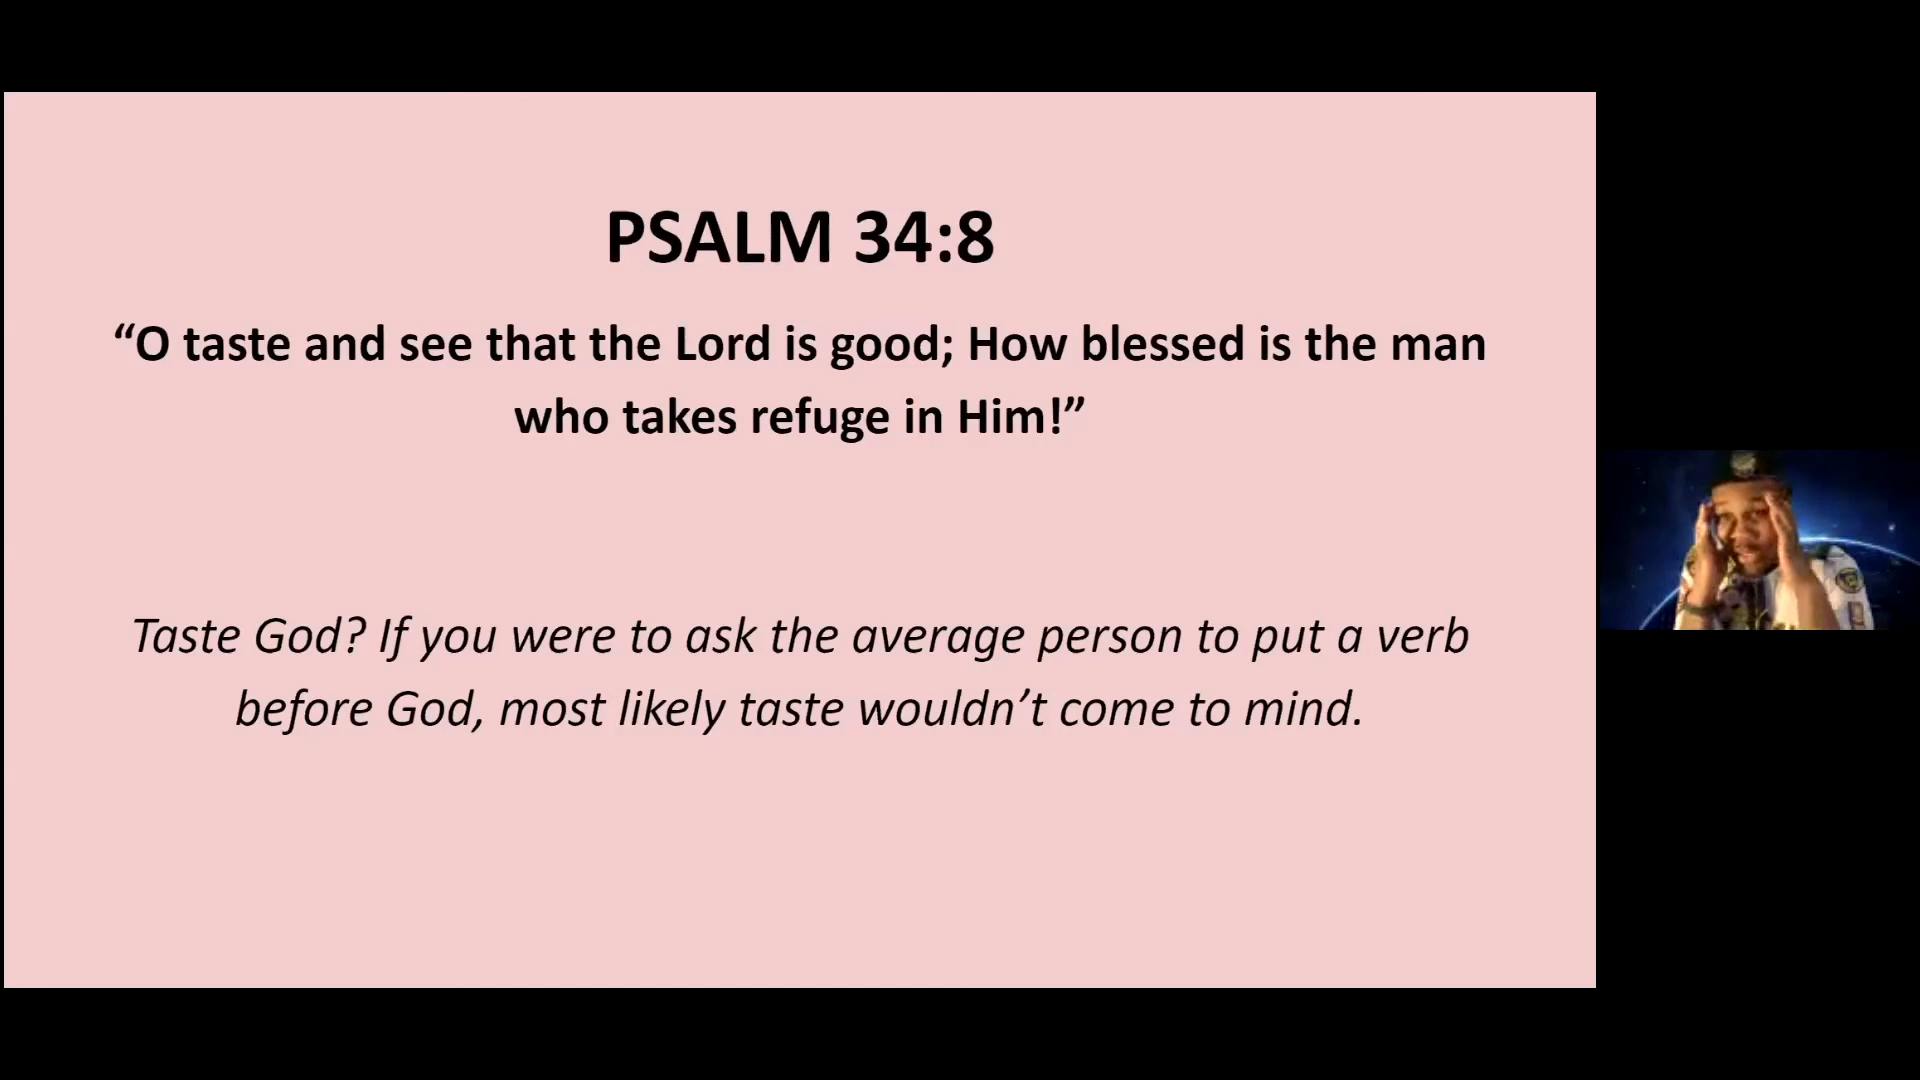 PSALM 34:8
“O taste and see that the Lord is good; How blessed is the man
who takes refuge in Him!”
Taste God? If you were to ask the average person to put a verb
before God, most likely taste wouldn’t come to mind.